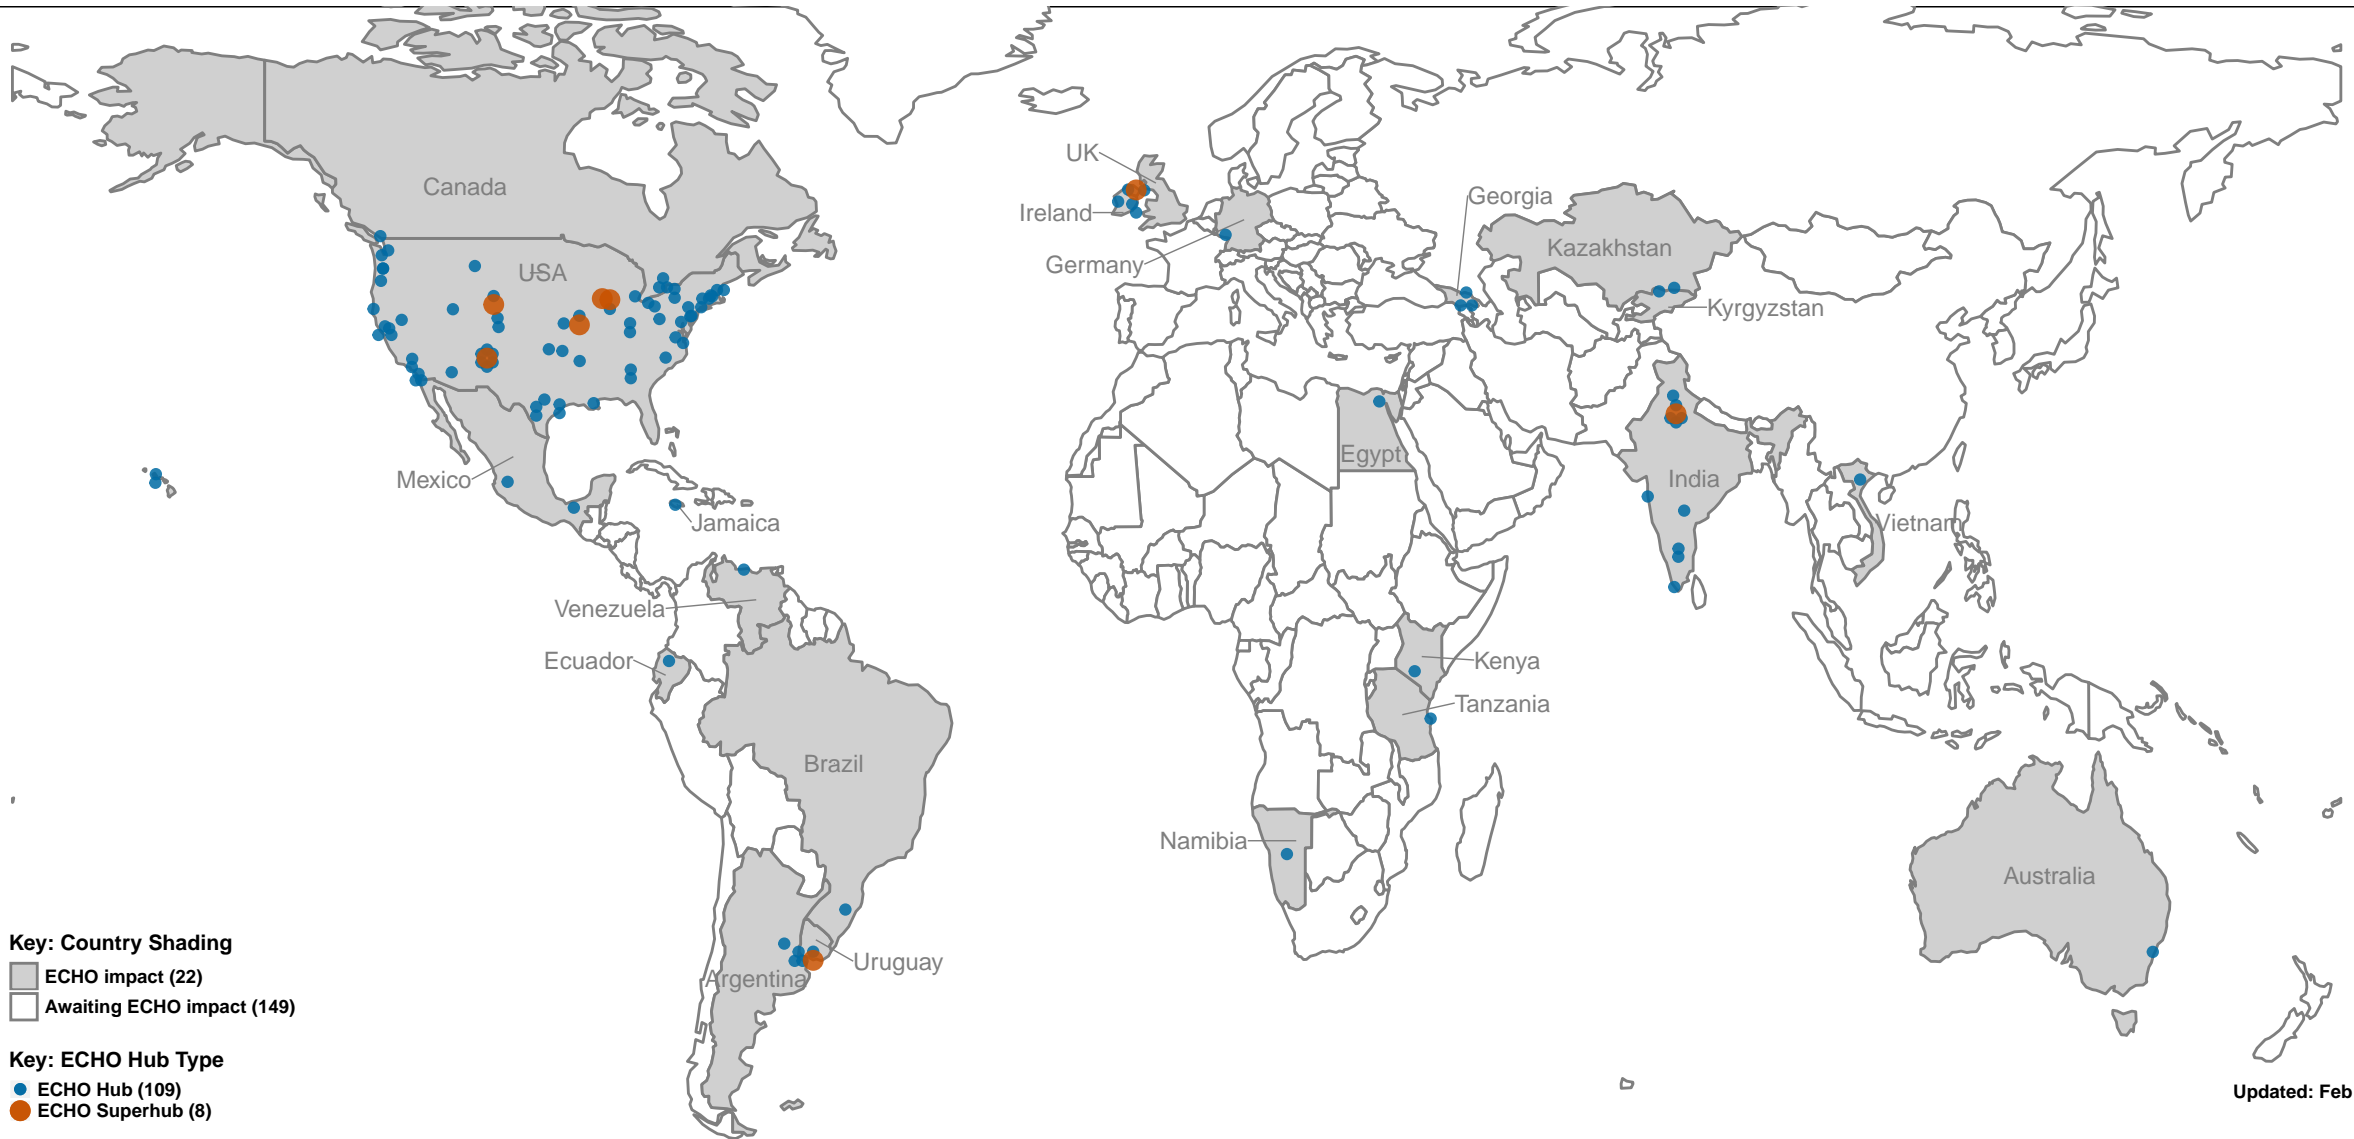 UK
Canada
Georgia
Ireland
Kazakhstan
Germany
USA
Kyrgyzstan
Egypt
Mexico
India
Jamaica
Vietnam
Venezuela
Ecuador
Kenya
Tanzania
Brazil
Namibia
Australia
Uruguay
Argentina
Key: Country Shading
ECHO impact (22)
Awaiting ECHO impact (149)
Key: ECHO Hub Type
ECHO Hub (109)
ECHO Superhub (8)
Updated: Feb